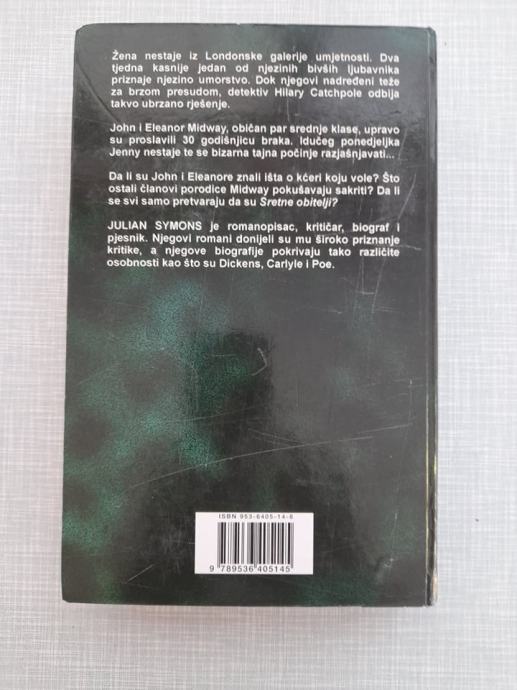 Žena nestaje iz Londonske galerije umjetnosti. Dva
tjedna kasnije jedan od njezinih bivših ljubavnika
priznaje njezino umorstvo. Dok njegovi nadređeni teže
za brzom presudom, detektiv Hilary Catchpole odbija
takvo ubrzano rješenje.
John i Eleanor Midway, običan par srednje klase, upravo
su proslavili 30 godišnjicu braka. Idućeg ponedjeljka
Jenny nestaje te se bizarna tajna počinje razjašnjavati...
Da li su John i Eleanore znali išta o kćeri koju vole? Što
ostali članovi porodice Midway pokušavaju sakriti? Da li
se svi samo pretvaraju da su Sretne obitelji?
JULIAN SYMONS je romanopisac, kritičar, biograf i
pjesnik. Njegovi romani donijeli su mu široko priznanje
kritike, a njegove biografije pokrivaju tako različite
osobnosti kao što su Dickens, Carlyle i Poe.
ISBN 953-6405-14-6
9 789536 405145